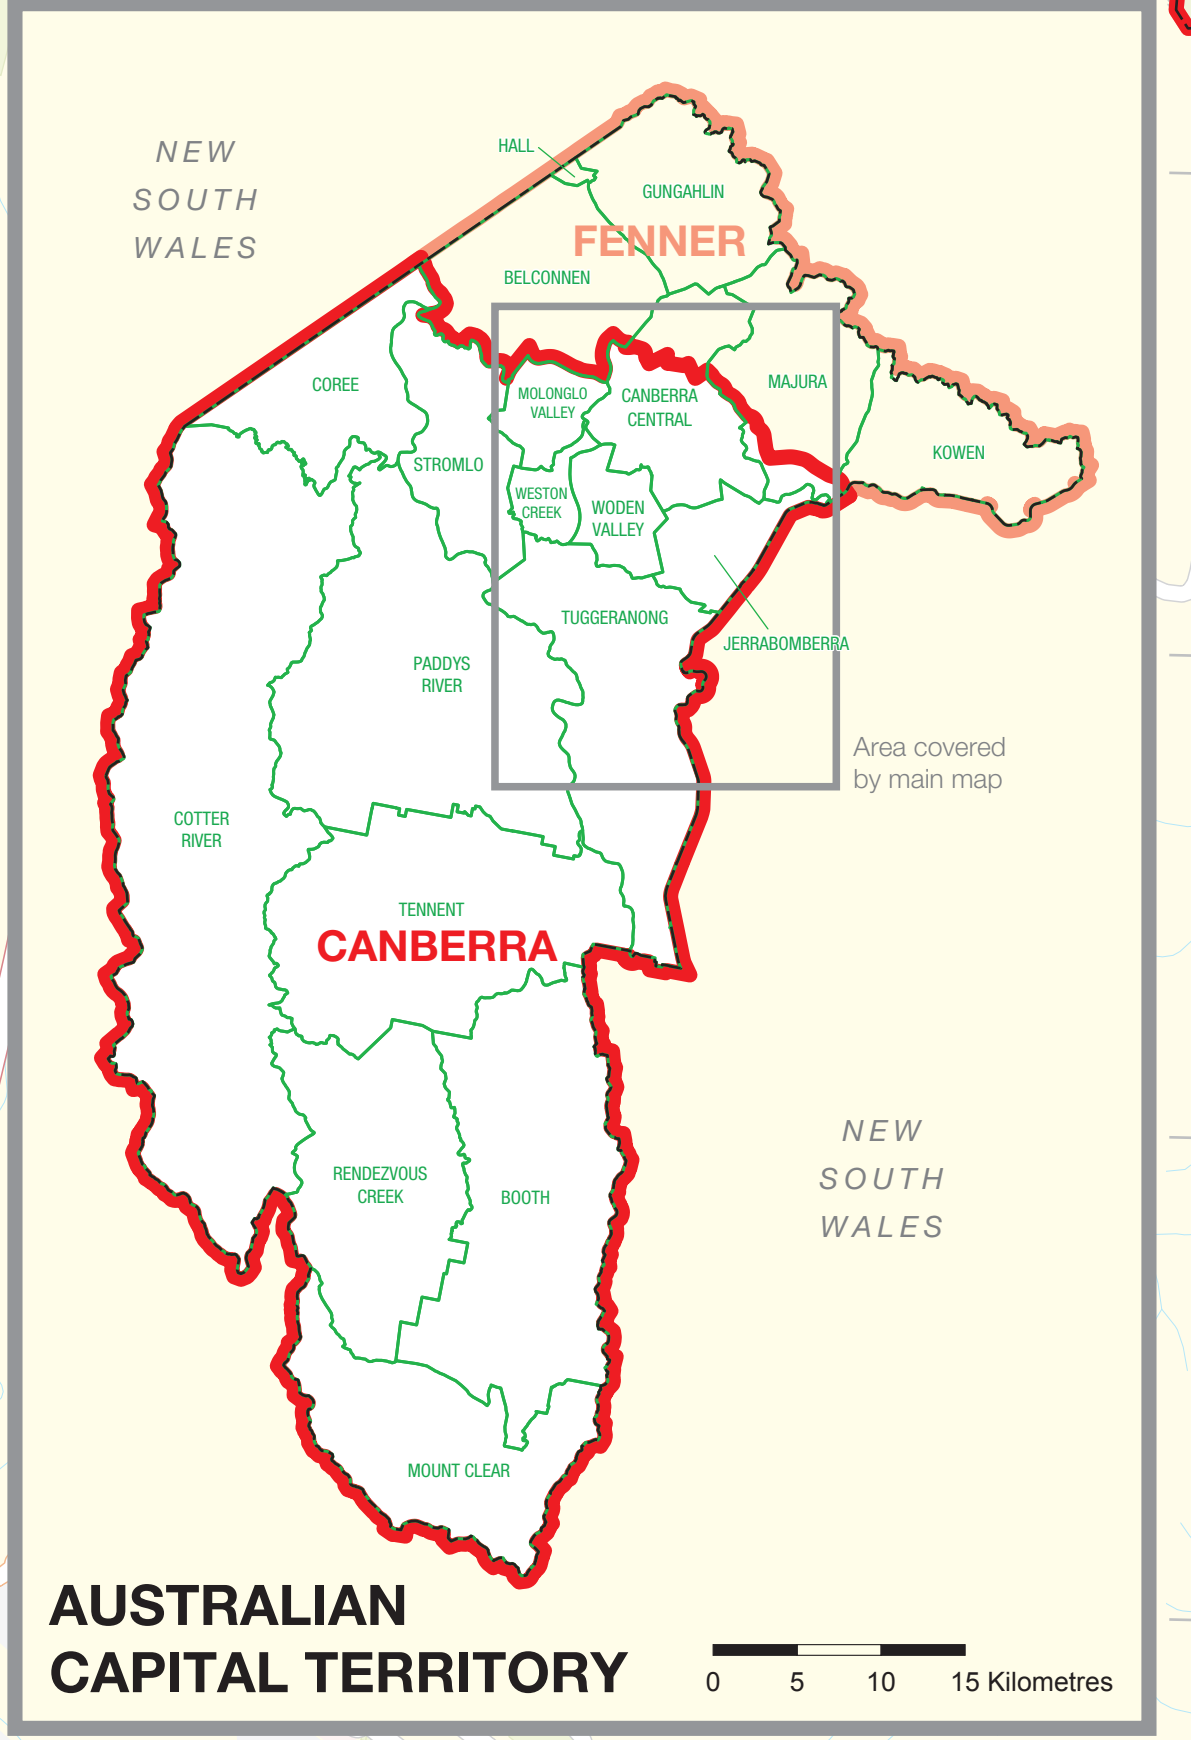 NEW
SOUTH
WALES
HALL
GUNGAHLIN
FENNER
BELCONNEN
COREE
MOLONGLO
VALLEY
CANBERRA
CENTRAL
MAJURA
KOWEN
STROMLO
WESTON
CREEK
WODEN
VALLEY
TUGGERANONG
JERRABOMBERRA
PADDYS
RIVER
Area covered
by main map
COTTER
RIVER
TENNENT
CANBERRA
NEW
SOUTH
WALES
RENDEZVOUS
CREEK
BOOTH
MOUNT CLEAR
AUSTRALIAN
CAPITAL TERRITORY
0 5 10 15 Kilometres